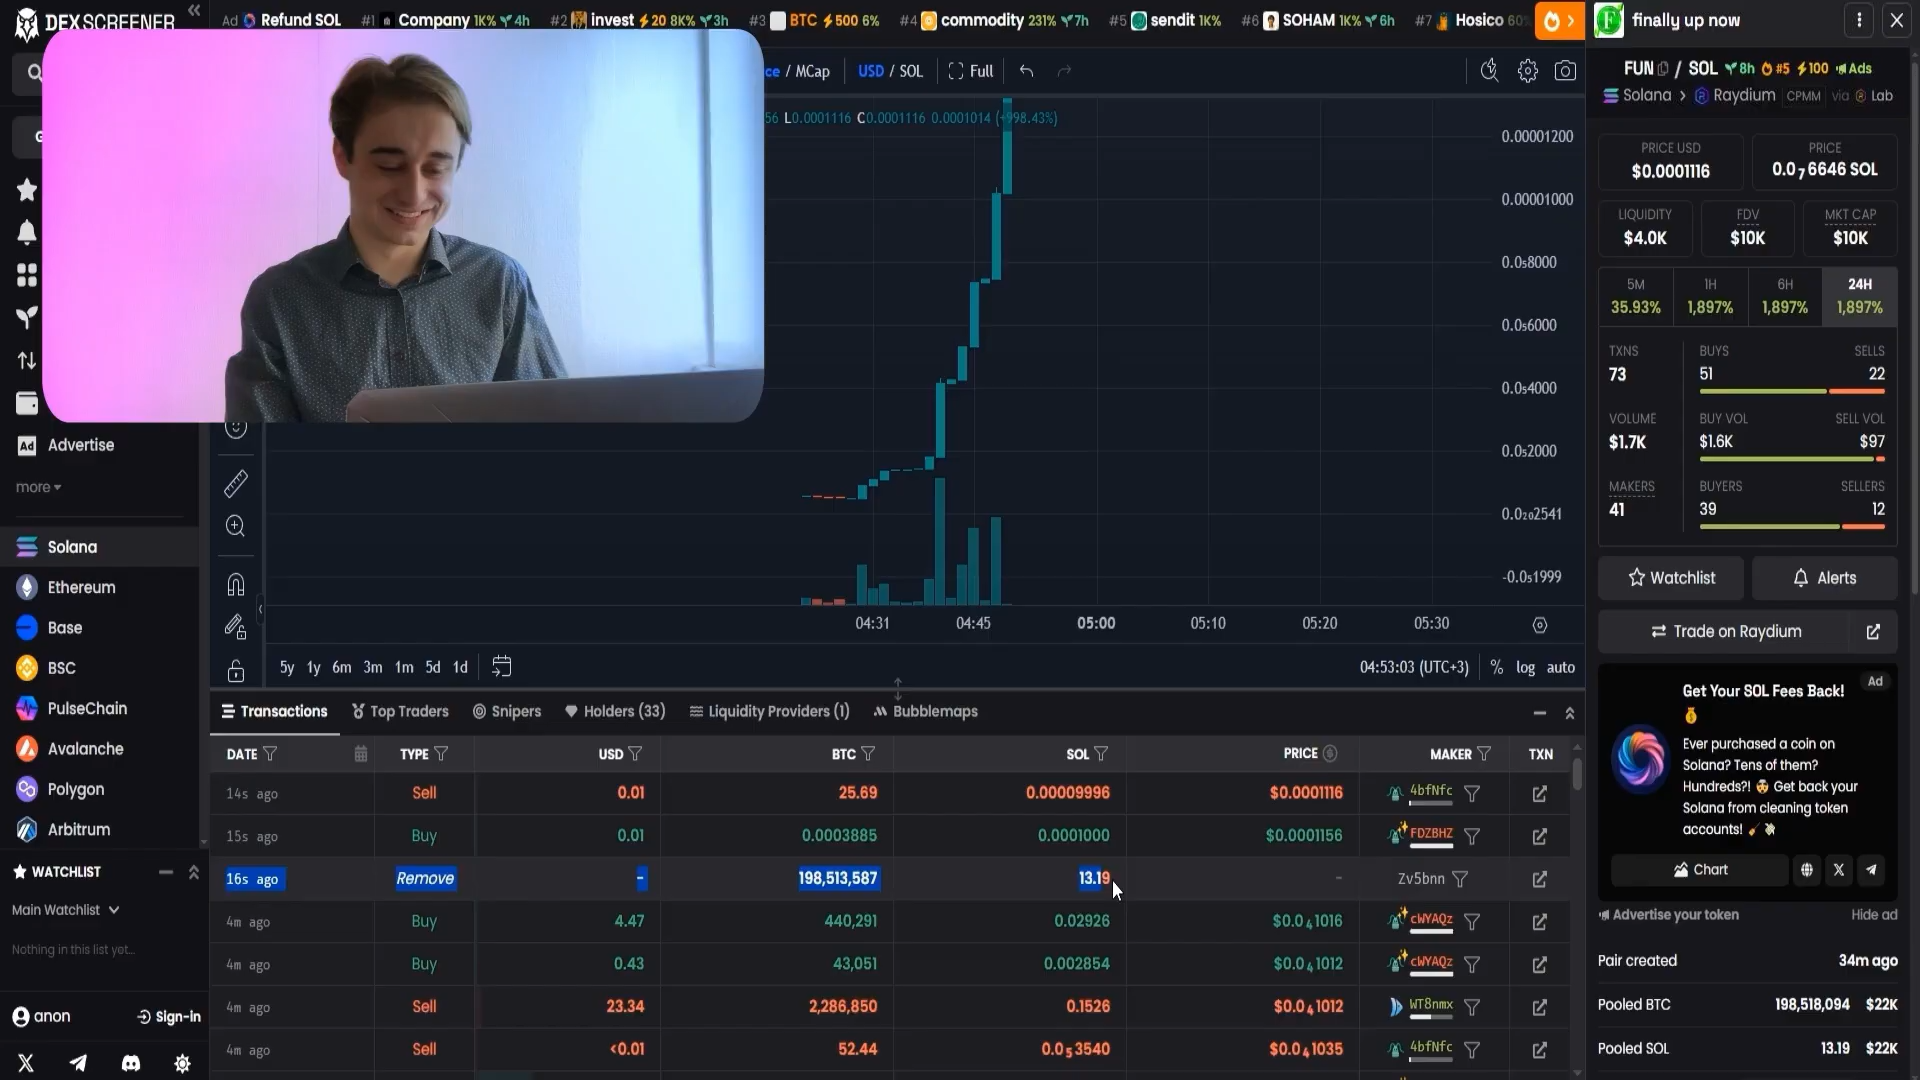 DEX SCREENER
Ad Refund SOL #1 Company 1K% 4h #2 invest 20 8K% 3h #3 BTC 500 6% #4 commodity 231% 7h #5 sendit 1K% #6 SOHAM 1K% 6h #7 Hosico 60
finally up now
ce / MCap USD / SOL Full
FUN / SOL 8h #5 100 Ads
Solana > Raydium CPMM via Lab
56 L0.0001116 C0.0001116 0.0001014 (+998.43%)
PRICE USD
$0.0001116
PRICE
0.0₇6646 SOL
LIQUIDITY
$4.0K
FDV
$10K
MKT CAP
$10K
5M
35.93%
1H
1,897%
6H
1,897%
24H
1,897%
TXNS
73
BUYS
51
SELLS
22
VOLUME
$1.7K
BUY VOL
$1.6K
SELL VOL
$97
MAKERS
41
BUYERS
39
SELLERS
12
Watchlist
Alerts
Trade on Raydium
0.00001200
0.00001000
0.0₅8000
0.0₅6000
0.0₅4000
0.0₅2000
0.0₂₀2541
-0.0₅1999
04:31 04:45 05:00 05:10 05:20 05:30
5y 1y 6m 3m 1m 5d 1d
04:53:03 (UTC+3) % log auto
Advertise
more
Solana
Ethereum
Base
BSC
PulseChain
Avalanche
Polygon
Arbitrum
WATCHLIST
Main Watchlist
Nothing in this list yet...
anon
Sign-in
Transactions Top Traders Snipers Holders (33) Liquidity Providers (1) Bubblemaps
DATE TYPE USD BTC SOL PRICE MAKER TXN
14s ago Sell 0.01 25.69 0.00009996 $0.0001116 4bfNfc
15s ago Buy 0.01 0.0003885 0.0001000 $0.0001156 FDZBHZ
16s ago Remove - 198,513,587 13.19 - Zv5bnn
4m ago Buy 4.47 440,291 0.02926 $0.0₄1016 cWYAQz
4m ago Buy 0.43 43,051 0.002854 $0.0₄1012 cWYAQz
4m ago Sell 23.34 2,286,850 0.1526 $0.0₄1012 WT8nmx
4m ago Sell <0.01 52.44 0.0₅3540 $0.0₄1035 4bfNfc
Ad
Get Your SOL Fees Back!
Ever purchased a coin on
Solana? Tens of them?
Hundreds?! Get back your
Solana from cleaning token
accounts!
Chart
Advertise your token
Hide ad
Pair created 34m ago
Pooled BTC 198,518,094 $22K
Pooled SOL 13.19 $22K